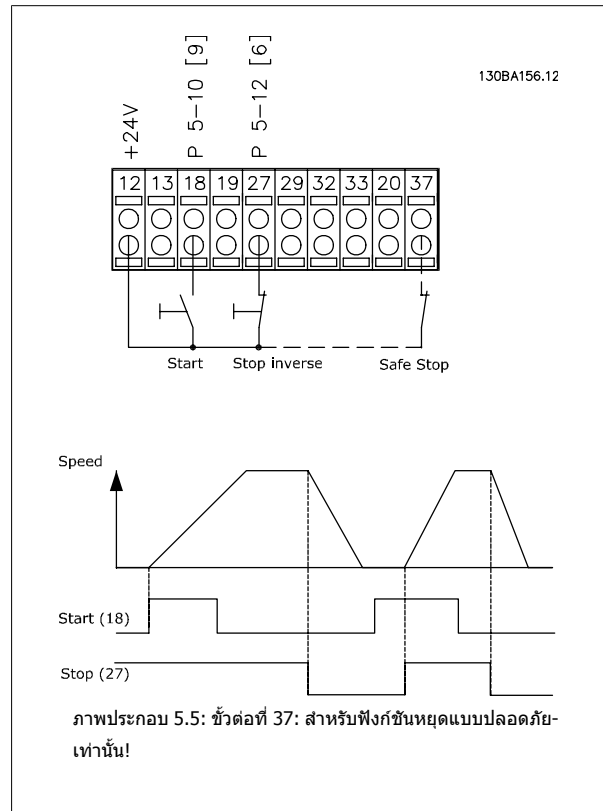 130BA156.12
+24V
P 5-10 [9]
P 5-12 [6]
12 13 18 19 27 29 32 33 20 37
Start Stop inverse Safe Stop
Speed
Start (18)
Stop (27)
ภาพประกอบ 5.5: ขั้วต่อที่ 37: สำหรับฟังก์ชันหยุดแบบปลอดภัย-
เท่านั้น!